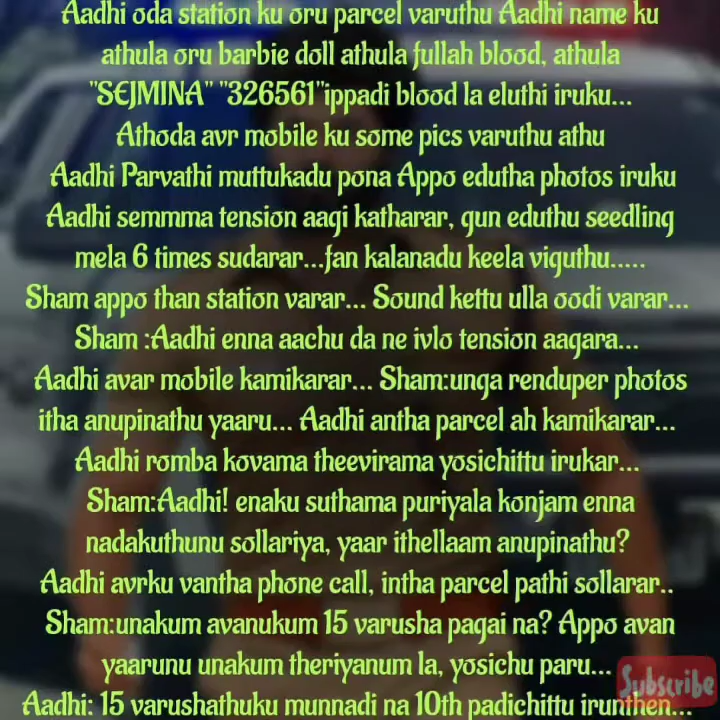 Aadhi oda station ku oru parcel varuthu Aadhi name ku
athula oru barbie doll athula fullah blood, athula
"SEJMINA" "326561"ippadi blood la eluthi iruku...
Athoda avr mobile ku some pics varuthu athu
Aadhi Parvathi muttukadu pona Appo edutha photos iruku
Aadhi semmma tension aagi katharar, gun eduthu seedling
mela 6 times sudarar...fan kalanadu keela viguthu.....
Sham appo than station varar... Sound kettu ulla oodi varar...
Sham :Aadhi enna aachu da ne ivlo tension aagara...
Aadhi avar mobile kamikarar... Sham:unga renduper photos
itha anupinathu yaaru... Aadhi antha parcel ah kamikarar...
Aadhi romba kovama theevirama yosichittu irukar...
Sham:Aadhi! enaku suthama puriyala konjam enna
nadakuthunu sollariya, yaar ithellaam anupinathu?
Aadhi avrku vantha phone call, intha parcel pathi sollarar..
Sham:unakum avanukum 15 varusha pagai na? Appo avan
yaarunu unakum theriyanum la, yosichu paru...
Subscribe
Aadhi: 15 varushathuku munnadi na 10th padichittu irunthen...